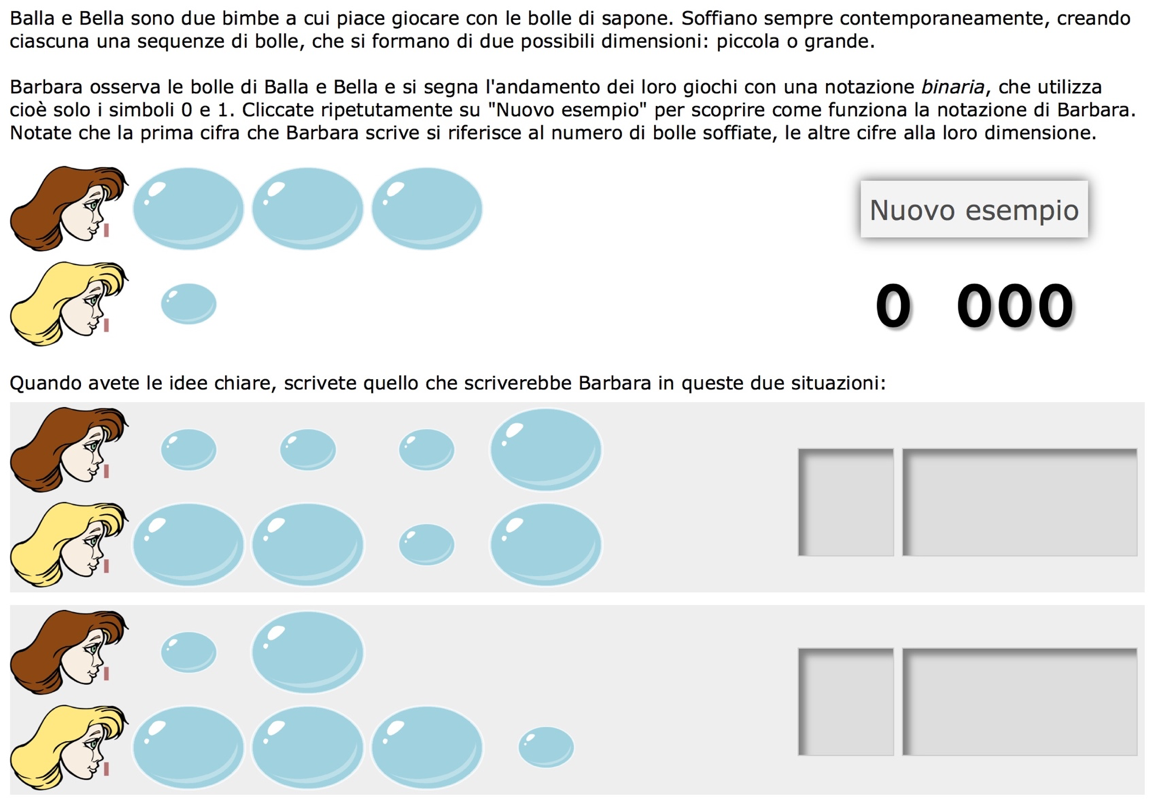 Balla e Bella sono due bimbe a cui piace giocare con le bolle di sapone. Soffiano sempre contemporaneamente, creando
ciascuna una sequenze di bolle, che si formano di due possibili dimensioni: piccola o grande.
Barbara osserva le bolle di Balla e Bella e si segna l'andamento dei loro giochi con una notazione binaria, che utilizza
cioè solo i simboli 0 e 1. Cliccate ripetutamente su "Nuovo esempio" per scoprire come funziona la notazione di Barbara.
Notate che la prima cifra che Barbara scrive si riferisce al numero di bolle soffiate, le altre cifre alla loro dimensione.
Nuovo esempio
0 000
Quando avete le idee chiare, scrivete quello che scriverebbe Barbara in queste due situazioni: